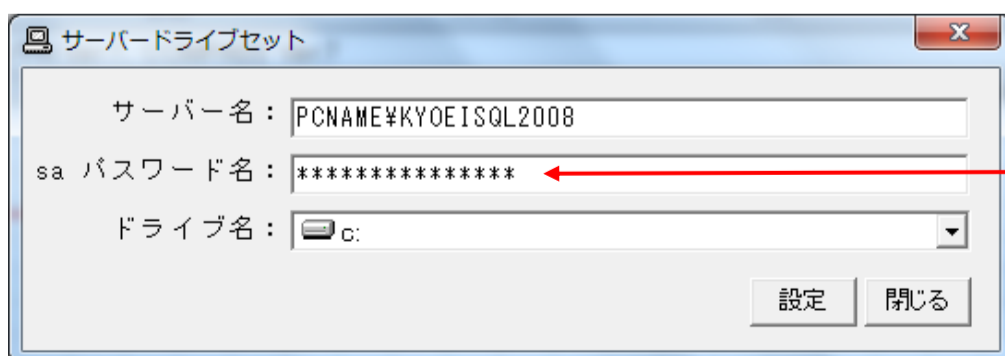 サーバードライブセット
サーバー名：PCNAME¥KYOEISQL2008
sa パスワード名：***************
ドライブ名：c:
設定 閉じる